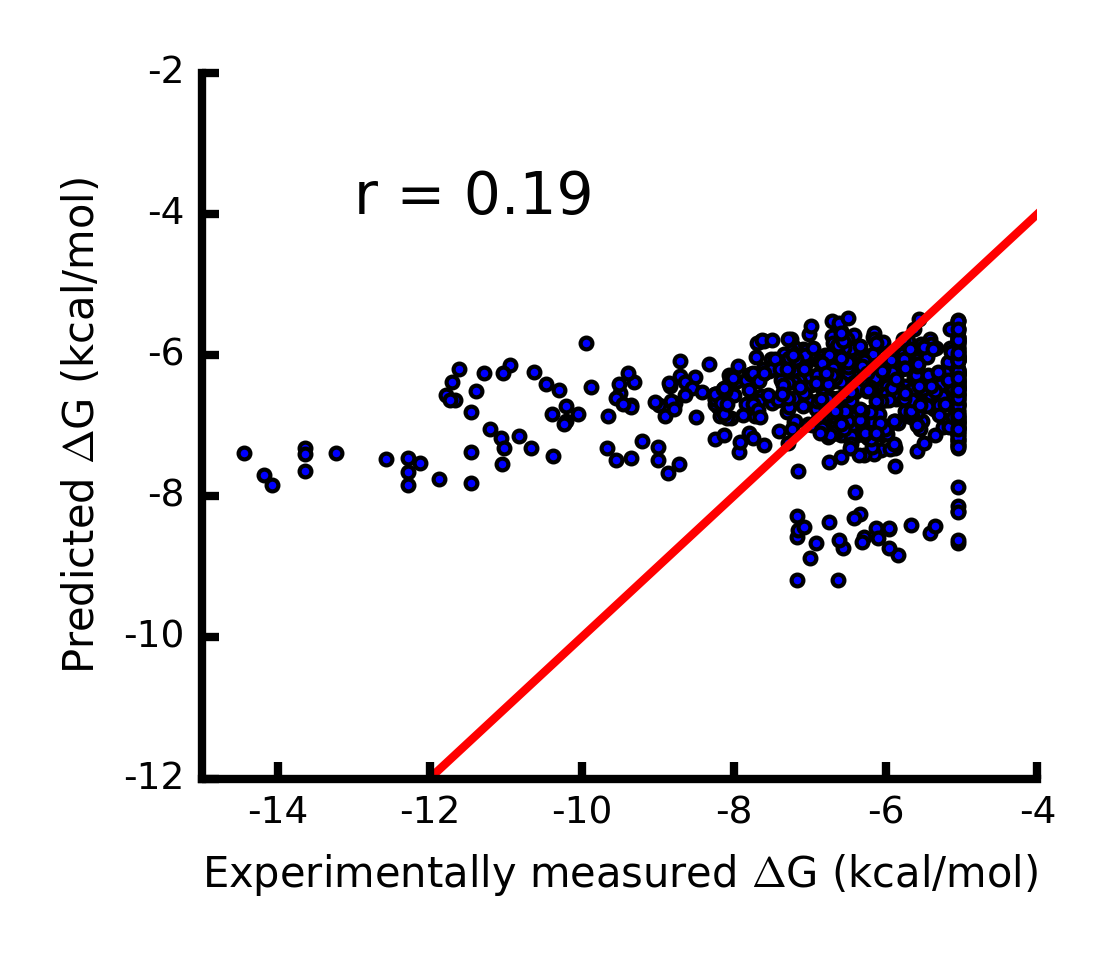 r = 0.19
Predicted ΔG (kcal/mol)
-2
-4
-6
-8
-10
-12
-14 -12 -10 -8 -6 -4
Experimentally measured ΔG (kcal/mol)